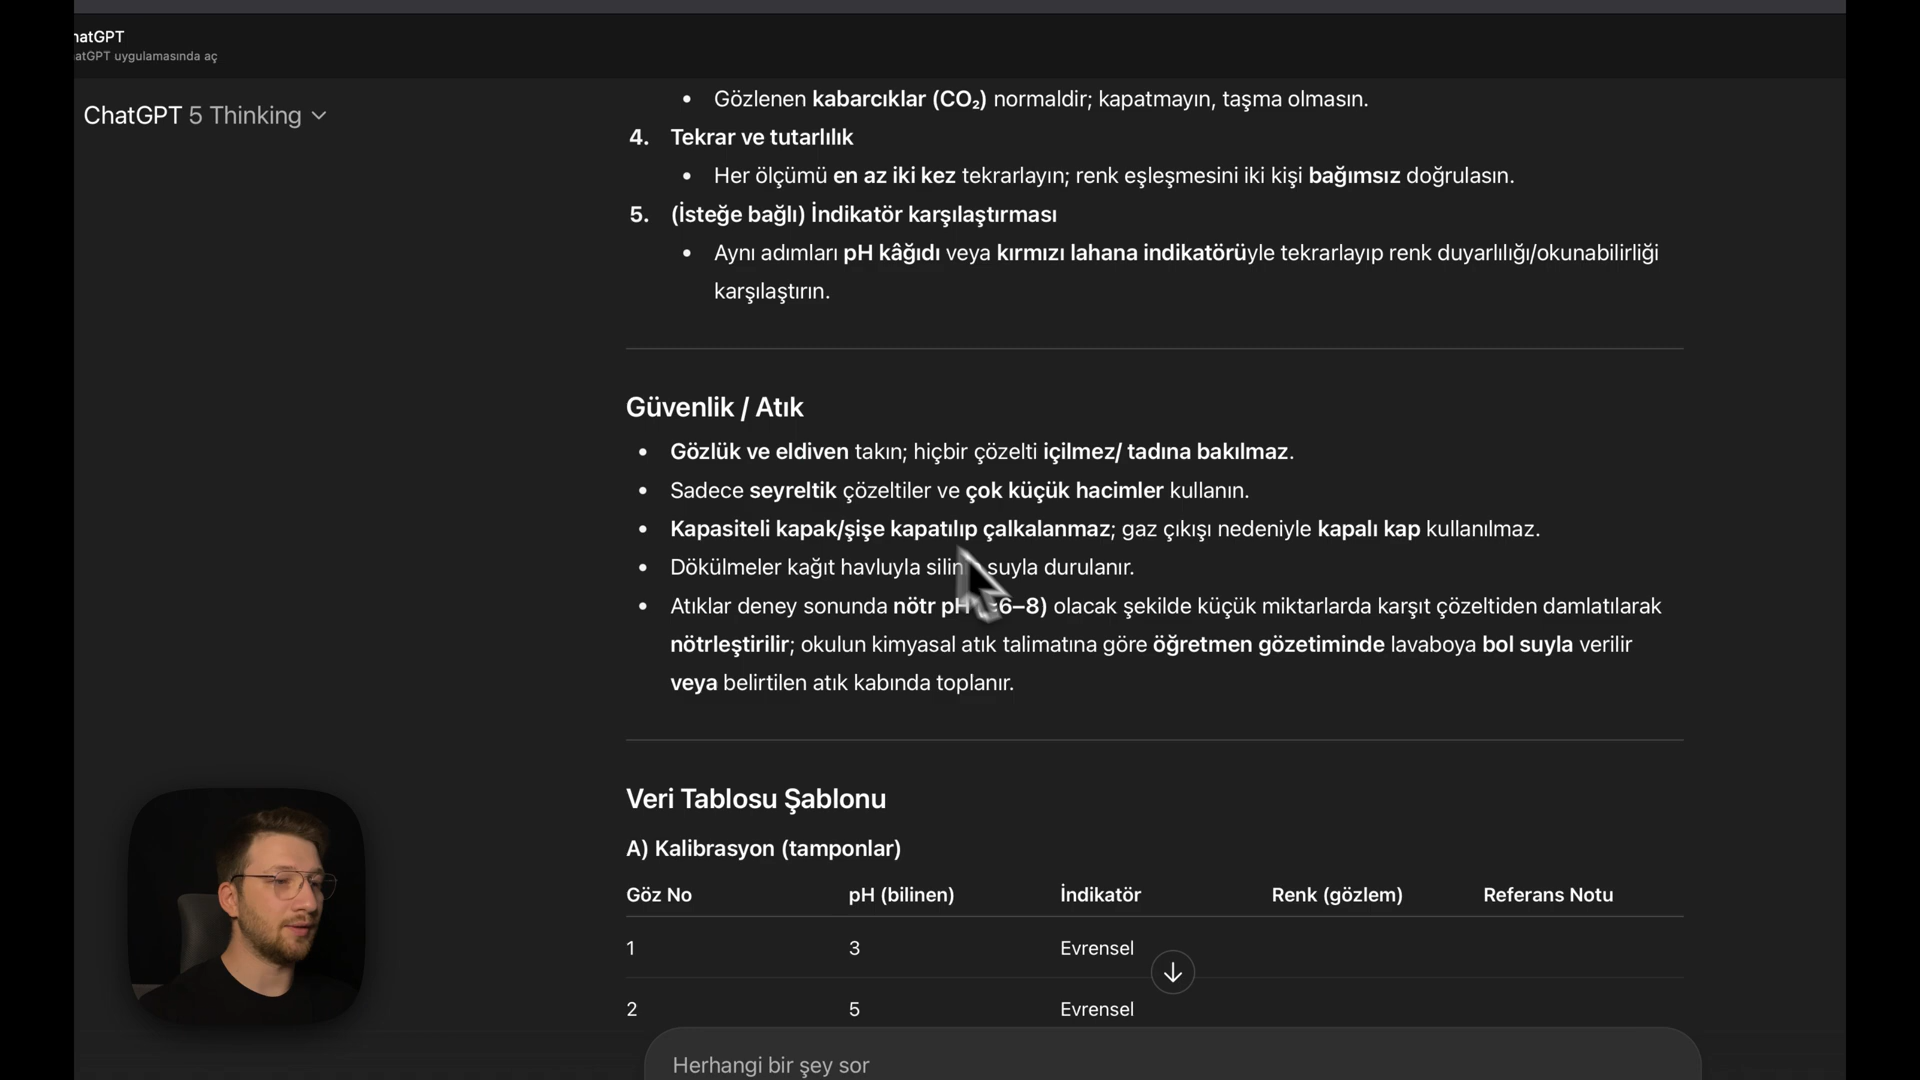 hatGPT
atGPT uygulamasında aç
ChatGPT 5 Thinking
• Gözlenen kabarcıklar (CO₂) normaldir; kapatmayın, taşma olmasın.
4. Tekrar ve tutarlılık
• Her ölçümü en az iki kez tekrarlayın; renk eşleşmesini iki kişi bağımsız doğrulasın.
5. (İsteğe bağlı) İndikatör karşılaştırması
• Aynı adımları pH kâğıdı veya kırmızı lahana indikatörüyle tekrarlayıp renk duyarlılığı/okunabilirliği
karşılaştırın.
Güvenlik / Atık
• Gözlük ve eldiven takın; hiçbir çözelti içilmez/ tadına bakılmaz.
• Sadece seyreltik çözeltiler ve çok küçük hacimler kullanın.
• Kapasiteli kapak/şişe kapatılıp çalkalanmaz; gaz çıkışı nedeniyle kapalı kap kullanılmaz.
• Dökülmeler kağıt havluyla suyla durulanır.
• Atıklar deney sonunda nötr pH 6–8) olacak şekilde küçük miktarlarda karşıt çözeltiden damlatılarak
nötrleştirilir; okulun kimyasal atık talimatına göre öğretmen gözetiminde lavaboya bol suyla verilir
veya belirtilen atık kabında toplanır.
Veri Tablosu Şablonu
A) Kalibrasyon (tamponlar)
Göz No pH (bilinen) İndikatör Renk (gözlem) Referans Notu
1 3 Evrensel
2 5 Evrensel
Herhangi bir şey sor